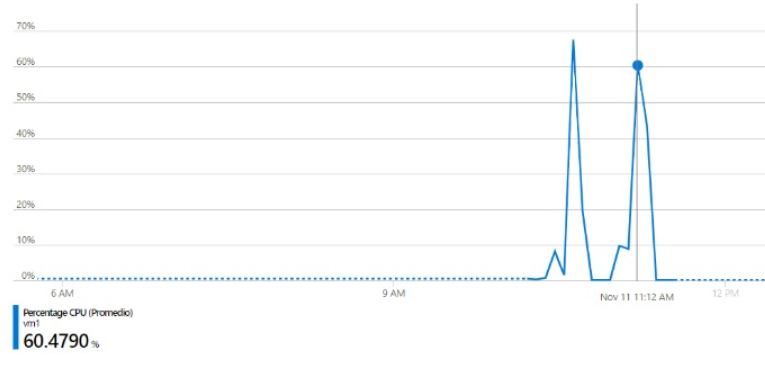 70%
60%
50%
40%
30%
20%
10%
0%
6 AM
9 AM
Nov 11 11:12 AM
12 PM
Percentage CPU (Promedio)
vm1
60.4790 %